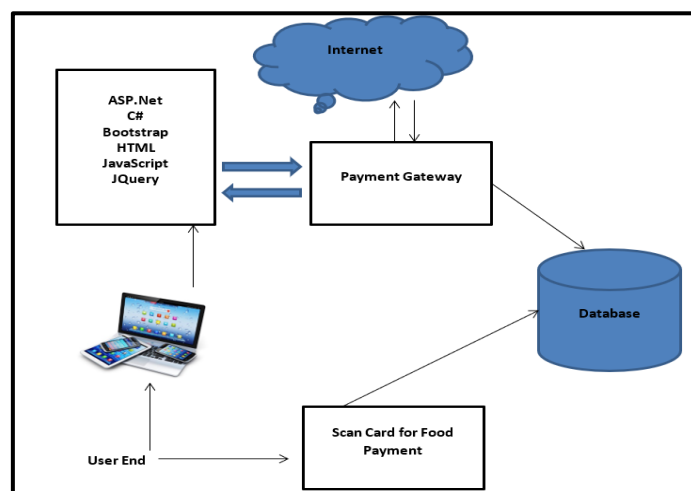 Internet
ASP.Net
C#
Bootstrap
HTML
JavaScript
JQuery
Payment Gateway
Database
Scan Card for Food
Payment
User End